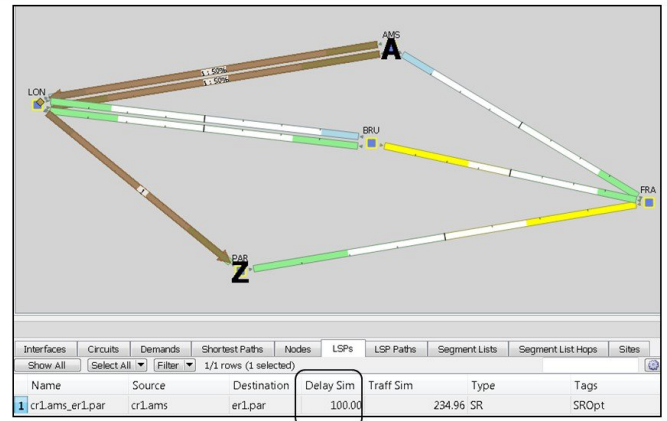 AMS
A
1 : 50%
1 : 50%
LON
BRU
FRA
1
PAR
Z
Interfaces Circuits Demands Shortest Paths Nodes LSPs LSP Paths Segment Lists Segment List Hops Sites
Show All Select All Filter 1/1 rows (1 selected)
Name Source Destination Delay Sim Traff Sim Type Tags
1 cr1.ams_er1.par cr1.ams er1.par 100.00 234.96 SR SROpt